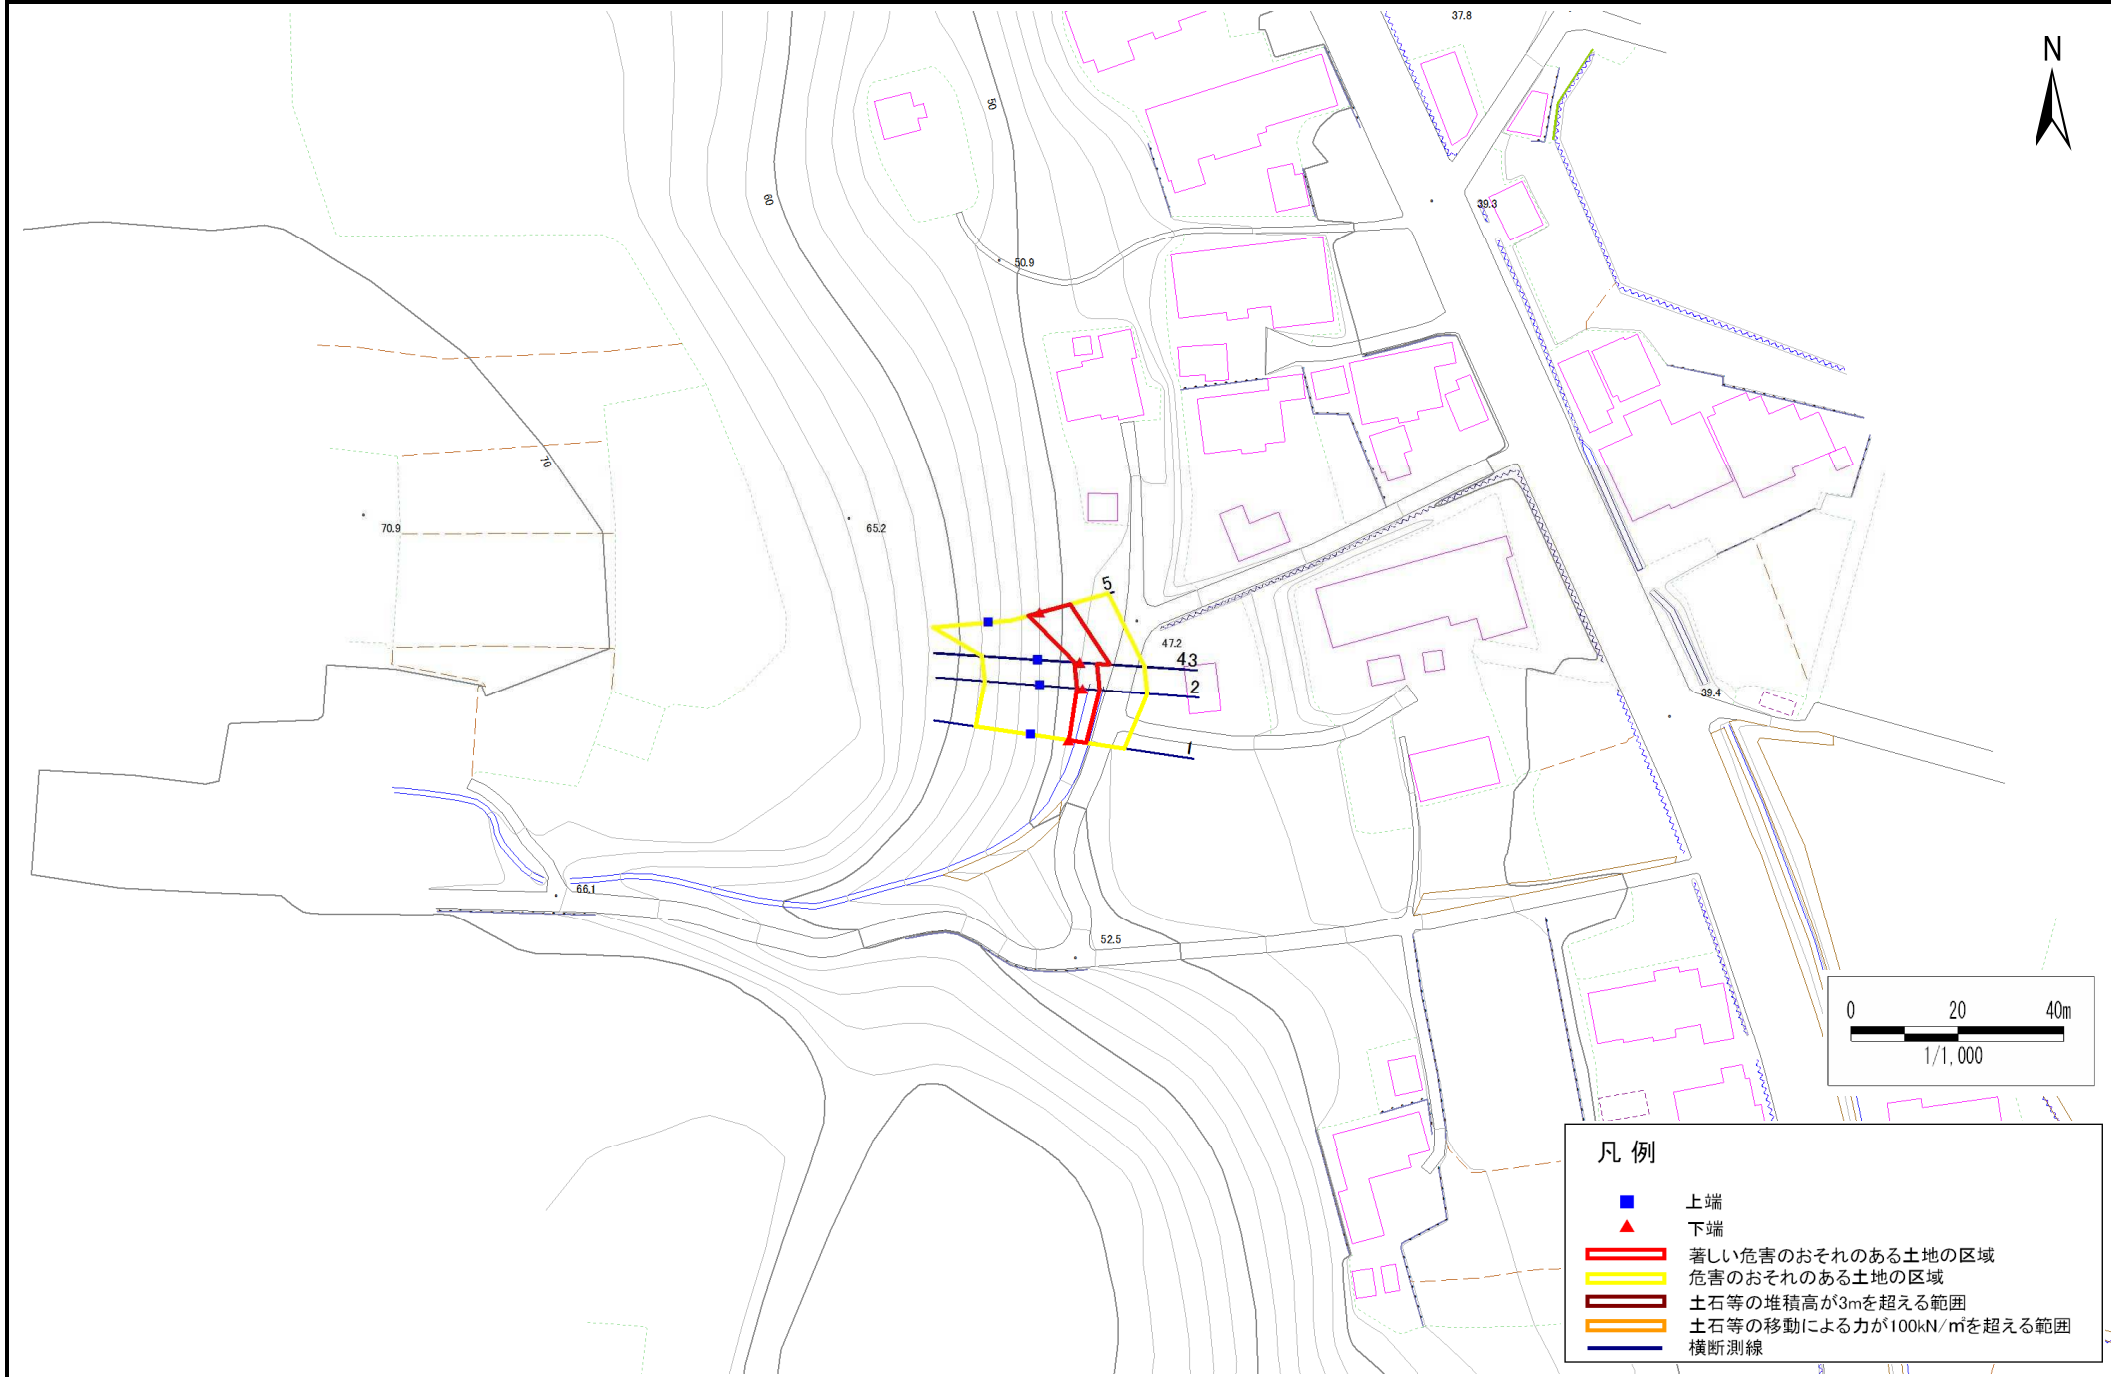 37.8
N
50
60
39.3
50.9
70
70.9
65.2
5
47.2
43
2
39.4
1
66.1
52.5
0 20 40m
1/1,000
凡例
上端
下端
著しい危害のおそれのある土地の区域
危害のおそれのある土地の区域
土石等の堆積高が3mを超える範囲
土石等の移動による力が100kN/㎡を超える範囲
横断測線